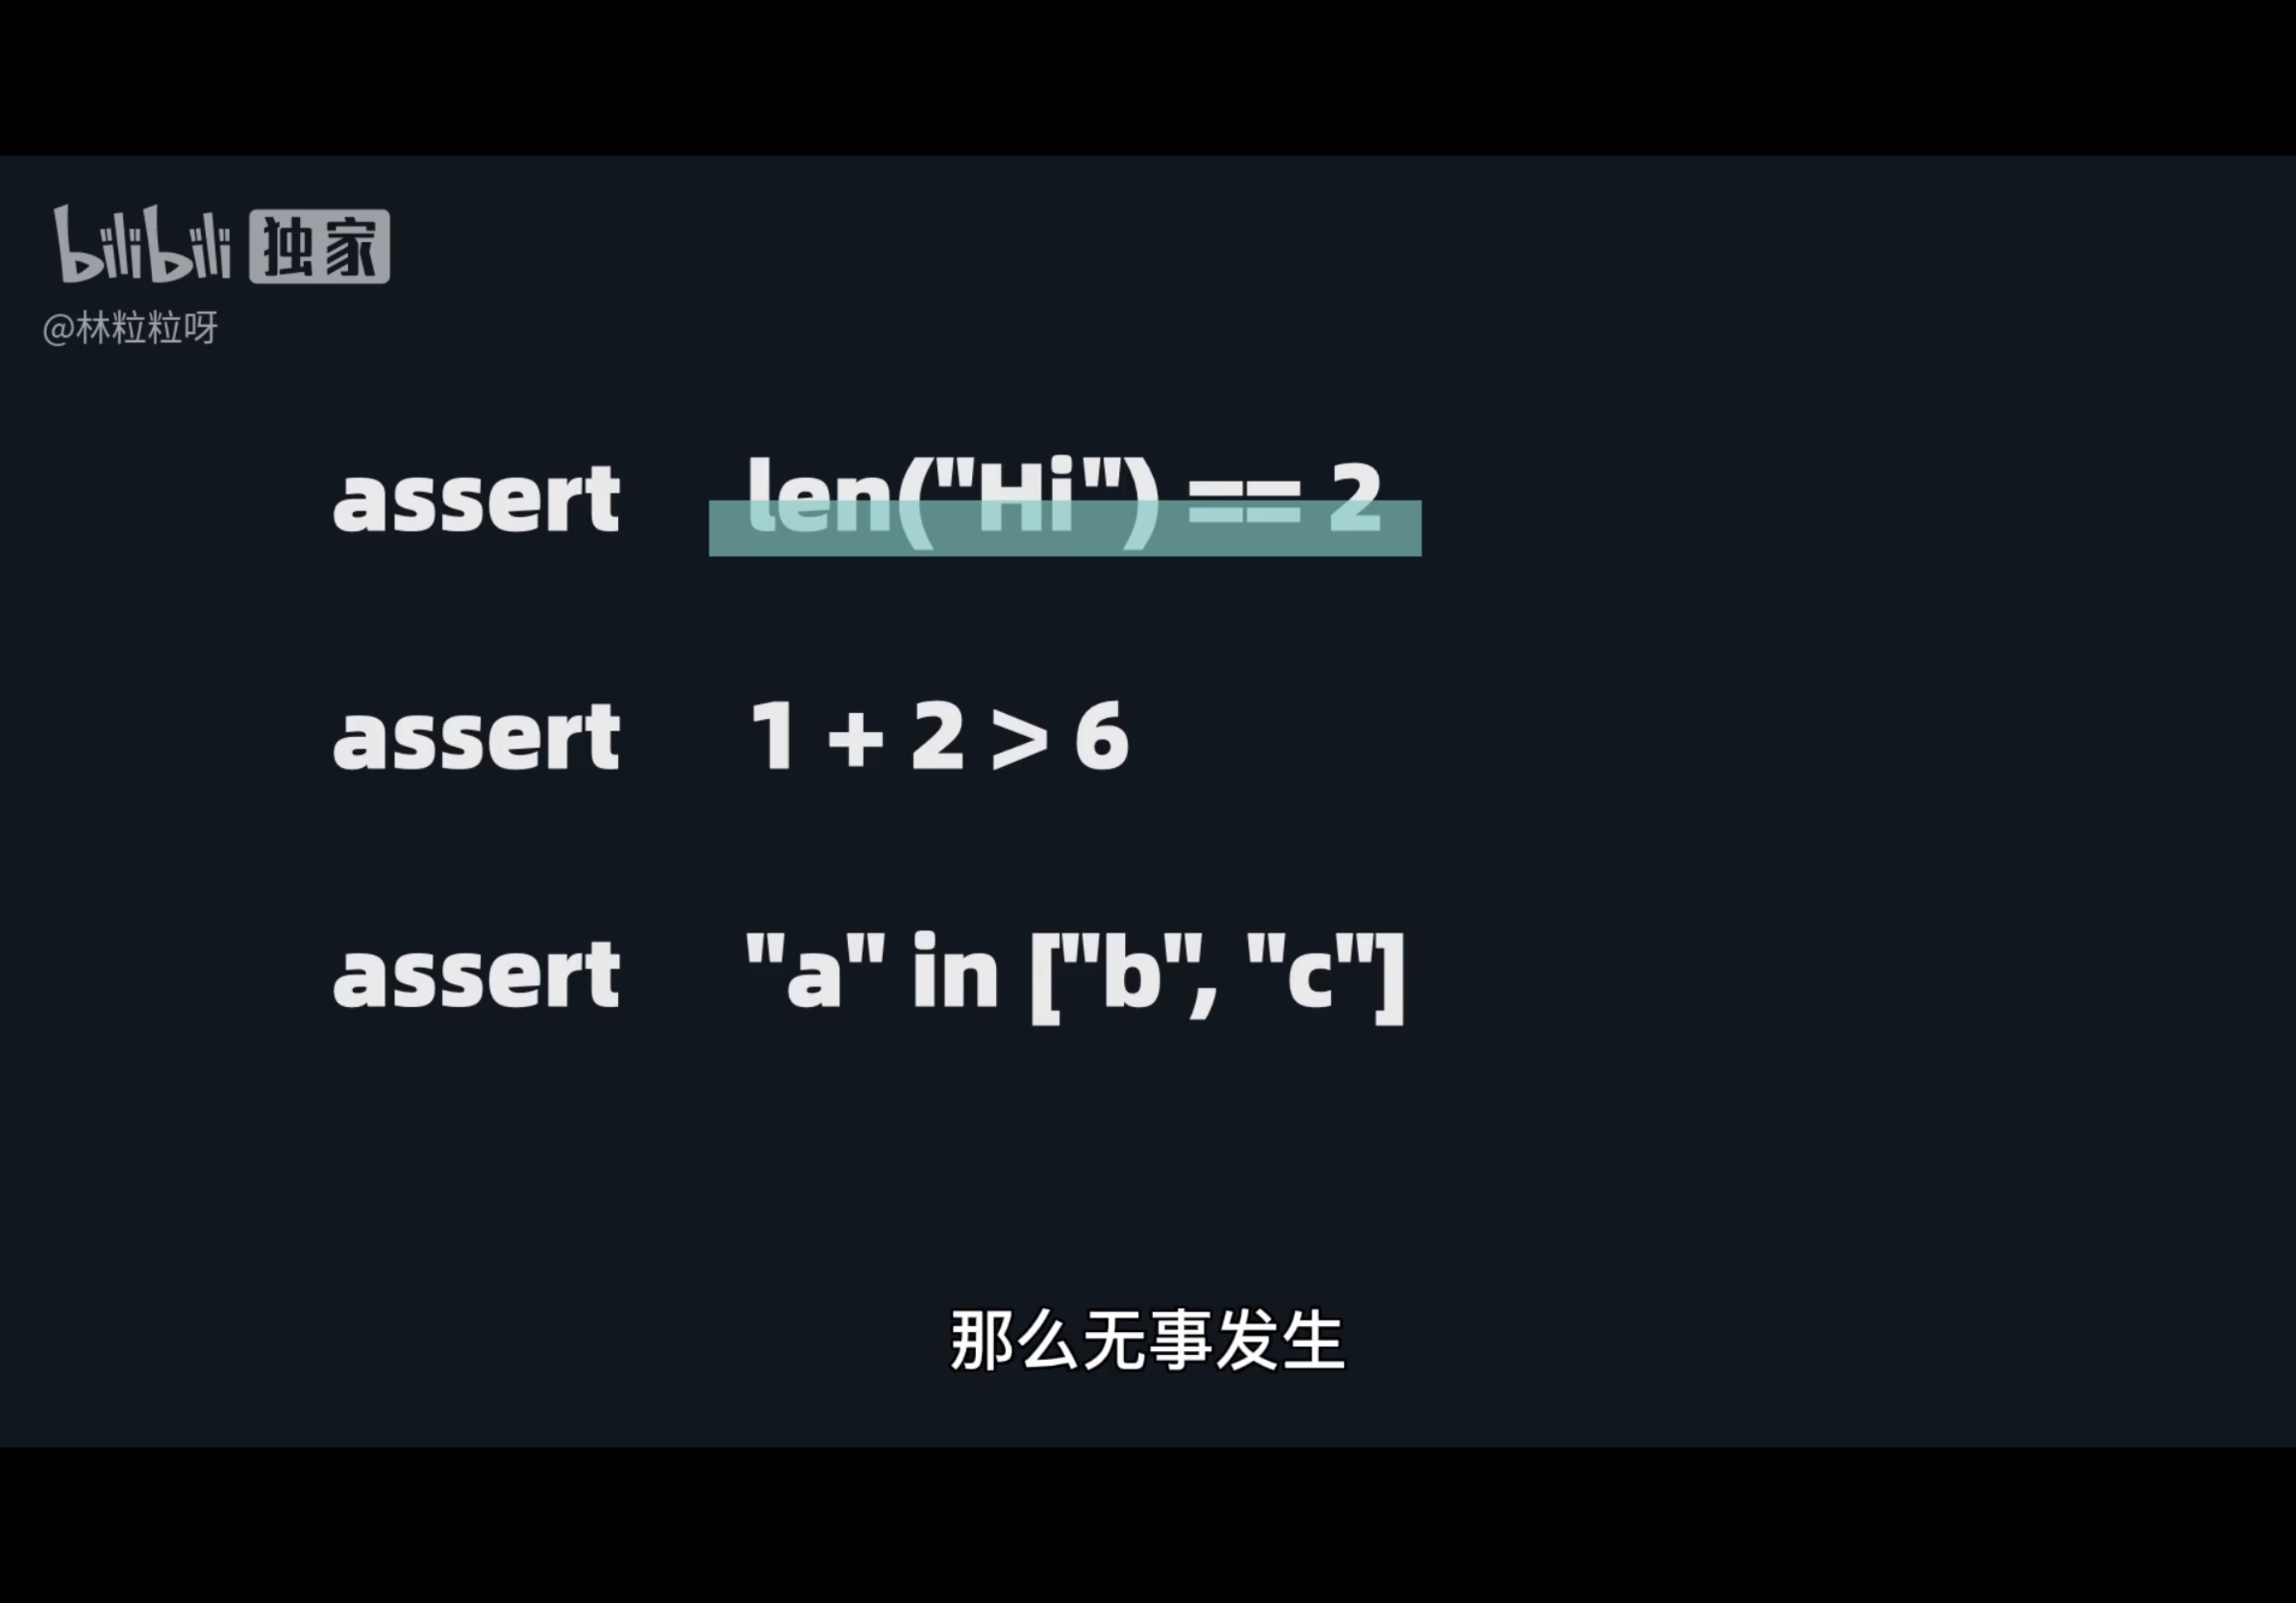 bilibili 独家
@林粒粒呀
assert len("Hi") == 2
assert 1 + 2 > 6
assert "a" in ["b", "c"]
那么无事发生